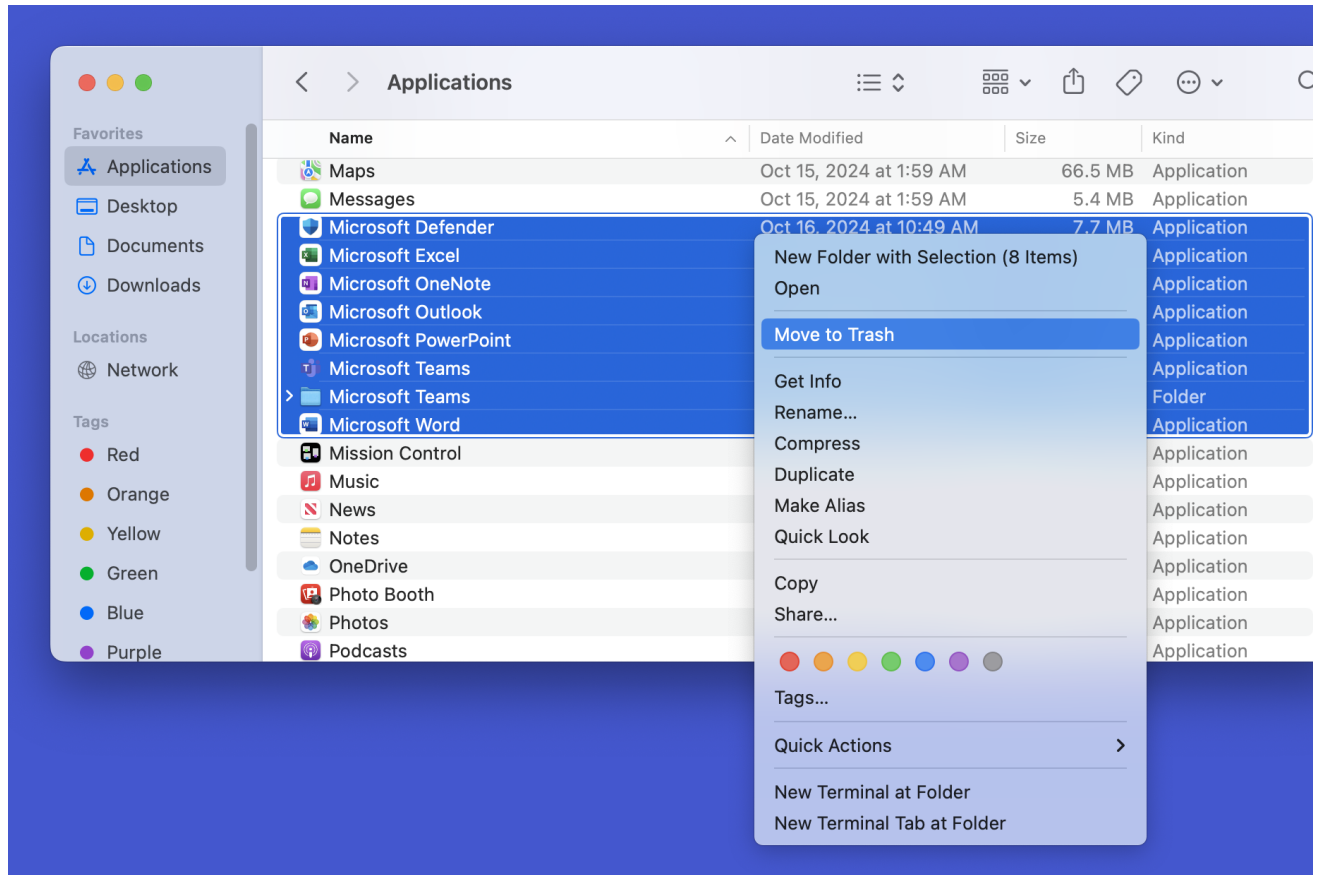 Applications
Favorites
Applications
Desktop
Documents
Downloads
Locations
Network
Tags
Red
Orange
Yellow
Green
Blue
Purple
Name Date Modified Size Kind
Maps Oct 15, 2024 at 1:59 AM 66.5 MB Application
Messages Oct 15, 2024 at 1:59 AM 5.4 MB Application
Microsoft Defender Oct 16, 2024 at 10:49 AM 7.7 MB Application
Microsoft Excel Application
Microsoft OneNote Application
Microsoft Outlook Application
Microsoft PowerPoint Application
Microsoft Teams Application
Microsoft Teams Folder
Microsoft Word Application
Mission Control Application
Music Application
News Application
Notes Application
OneDrive Application
Photo Booth Application
Photos Application
Podcasts Application
New Folder with Selection (8 Items)
Open
Move to Trash
Get Info
Rename...
Compress
Duplicate
Make Alias
Quick Look
Copy
Share...
Tags...
Quick Actions
New Terminal at Folder
New Terminal Tab at Folder